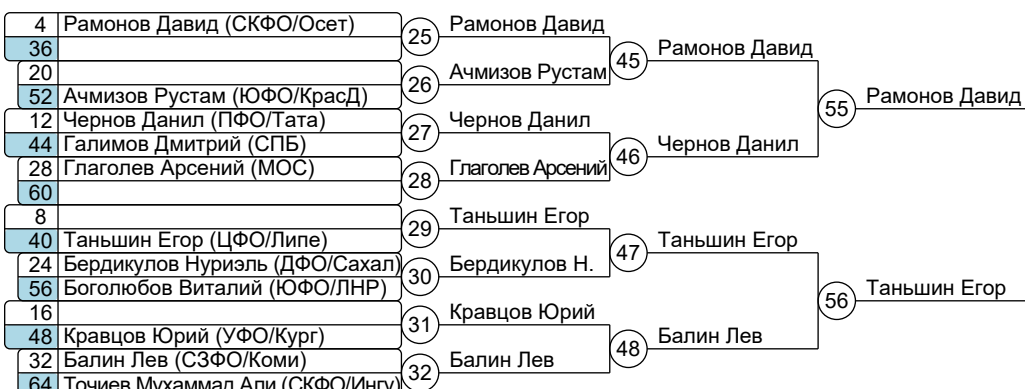 4 Рамонов Давид (СКФО/Осет)
36
20
52 Ачмизов Рустам (ЮФО/КрасД)
12 Чернов Данил (ПФО/Тата)
44 Галимов Дмитрий (СПБ)
28 Глаголев Арсений (МОС)
60
8
40 Таньшин Егор (ЦФО/Липе)
24 Бердикулов Нуриэль (ДФО/Сахал)
56 Боголюбов Виталий (ЮФО/ЛНР)
16
48 Кравцов Юрий (УФО/Кург)
32 Балин Лев (СЗФО/Коми)
64 Точиев Мухаммад Али (СКФО/Ингу)
25 Рамонов Давид
26 Ачмизов Рустам
27 Чернов Данил
28 Глаголев Арсений
29 Таньшин Егор
30 Бердикулов Н.
31 Кравцов Юрий
32 Балин Лев
45 Рамонов Давид
46 Чернов Данил
47 Таньшин Егор
48 Балин Лев
55 Рамонов Давид
56 Таньшин Егор